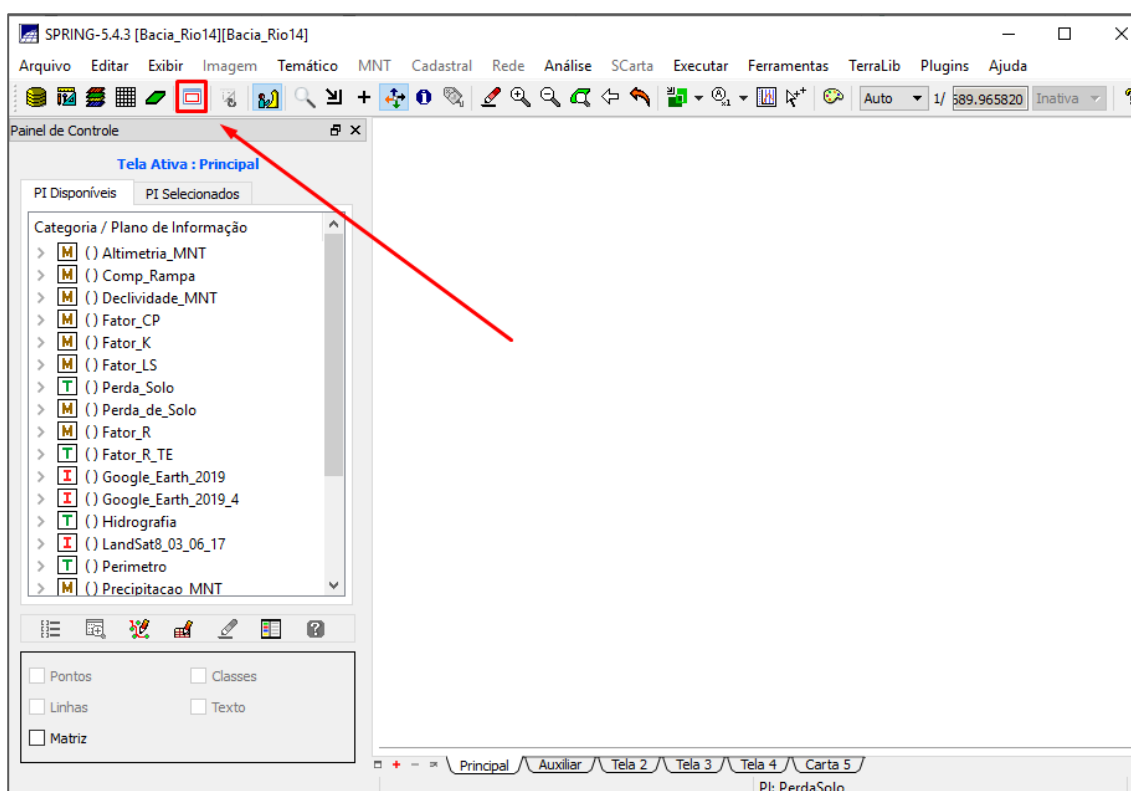 SPRING-5.4.3 [Bacia_Rio14][Bacia_Rio14]
Arquivo Editar Exibir Imagem Temático MNT Cadastral Rede Análise SCarta Executar Ferramentas TerraLib Plugins Ajuda
x1 Auto 1/ 589.965820 Inativa ?
Painel de Controle
Tela Ativa : Principal
PI Disponíveis PI Selecionados
Categoria / Plano de Informação
M () Altimetria_MNT
M () Comp_Rampa
M () Declividade_MNT
M () Fator_CP
M () Fator_K
M () Fator_LS
T () Perda_Solo
M () Perda_de_Solo
M () Fator_R
T () Fator_R_TE
I () Google_Earth_2019
I () Google_Earth_2019_4
T () Hidrografia
I () LandSat8_03_06_17
T () Perimetro
M () Precipitacao_MNT
Pontos Classes
Linhas Texto
Matriz
Principal Auxiliar Tela 2 Tela 3 Tela 4 Carta 5
PI: PerdaSolo